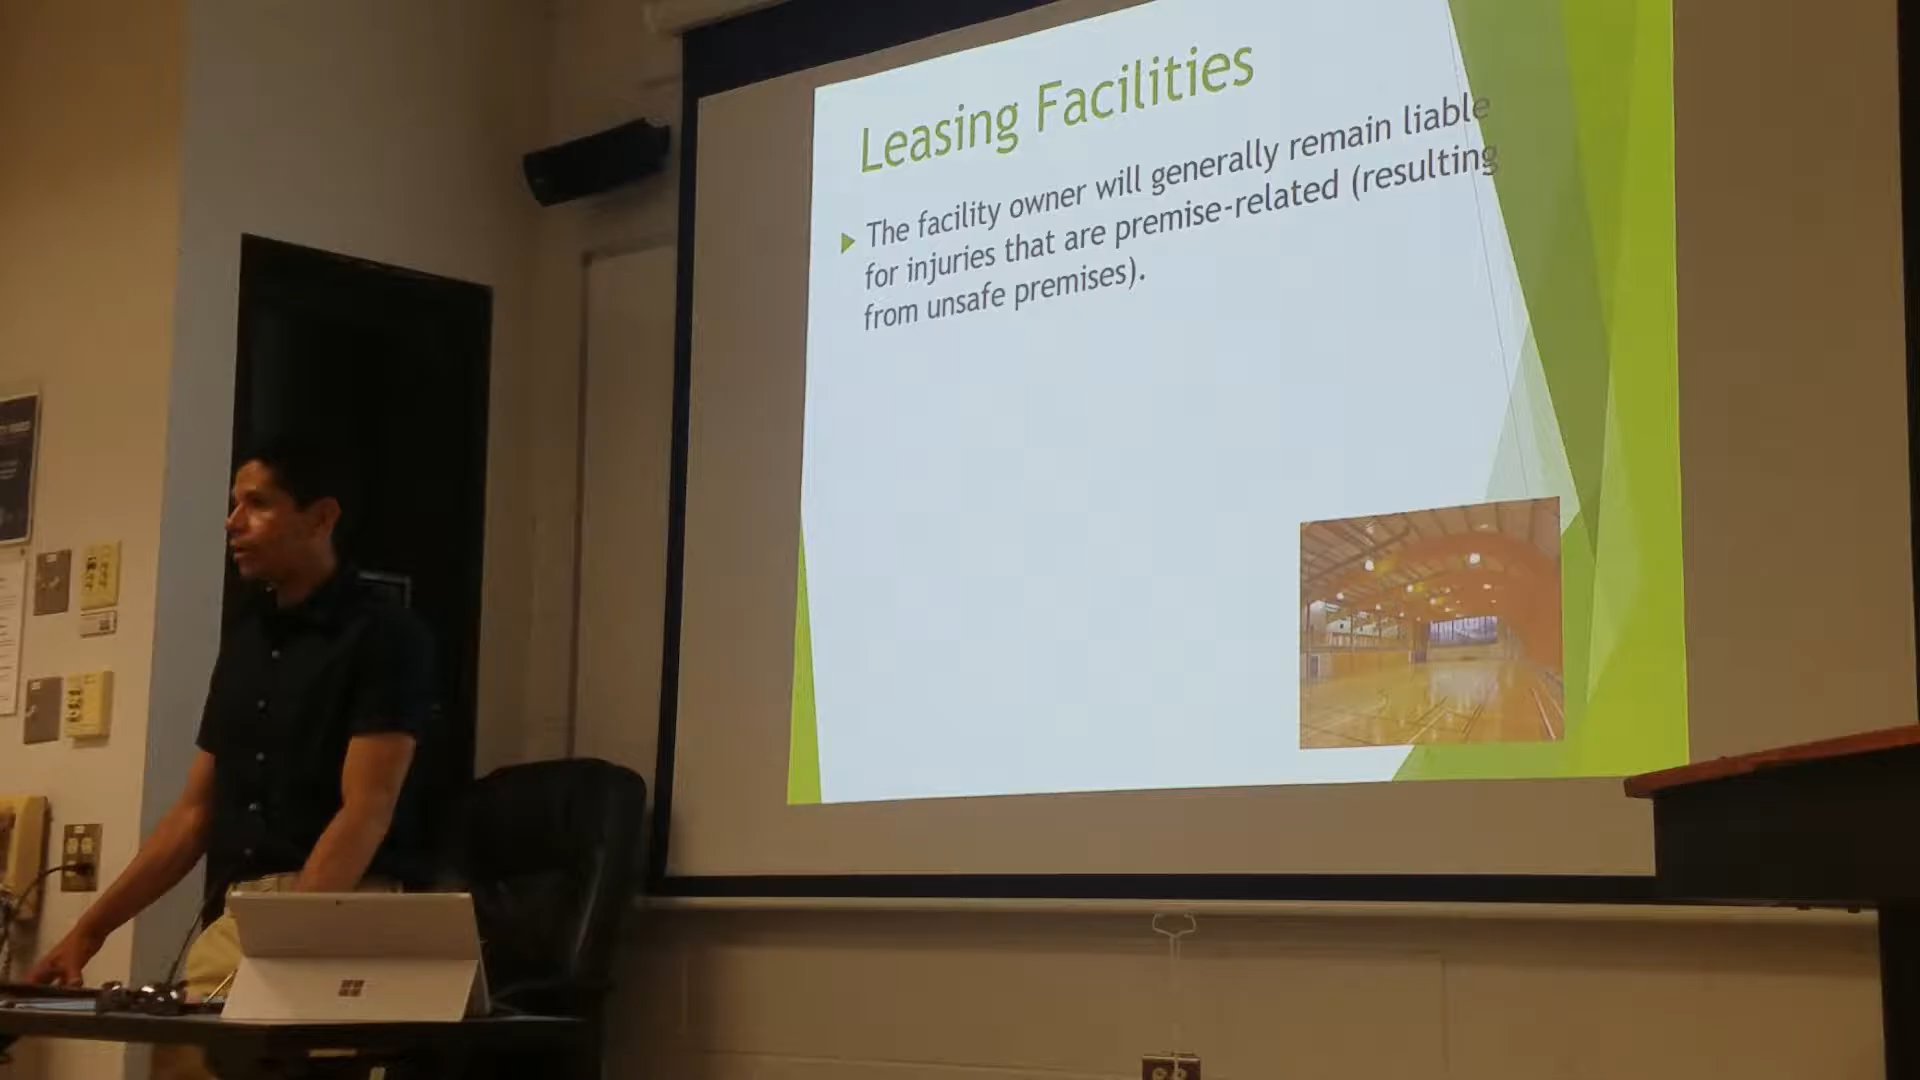 Leasing Facilities
The facility owner will generally remain liable
for injuries that are premise-related (resulting
from unsafe premises).